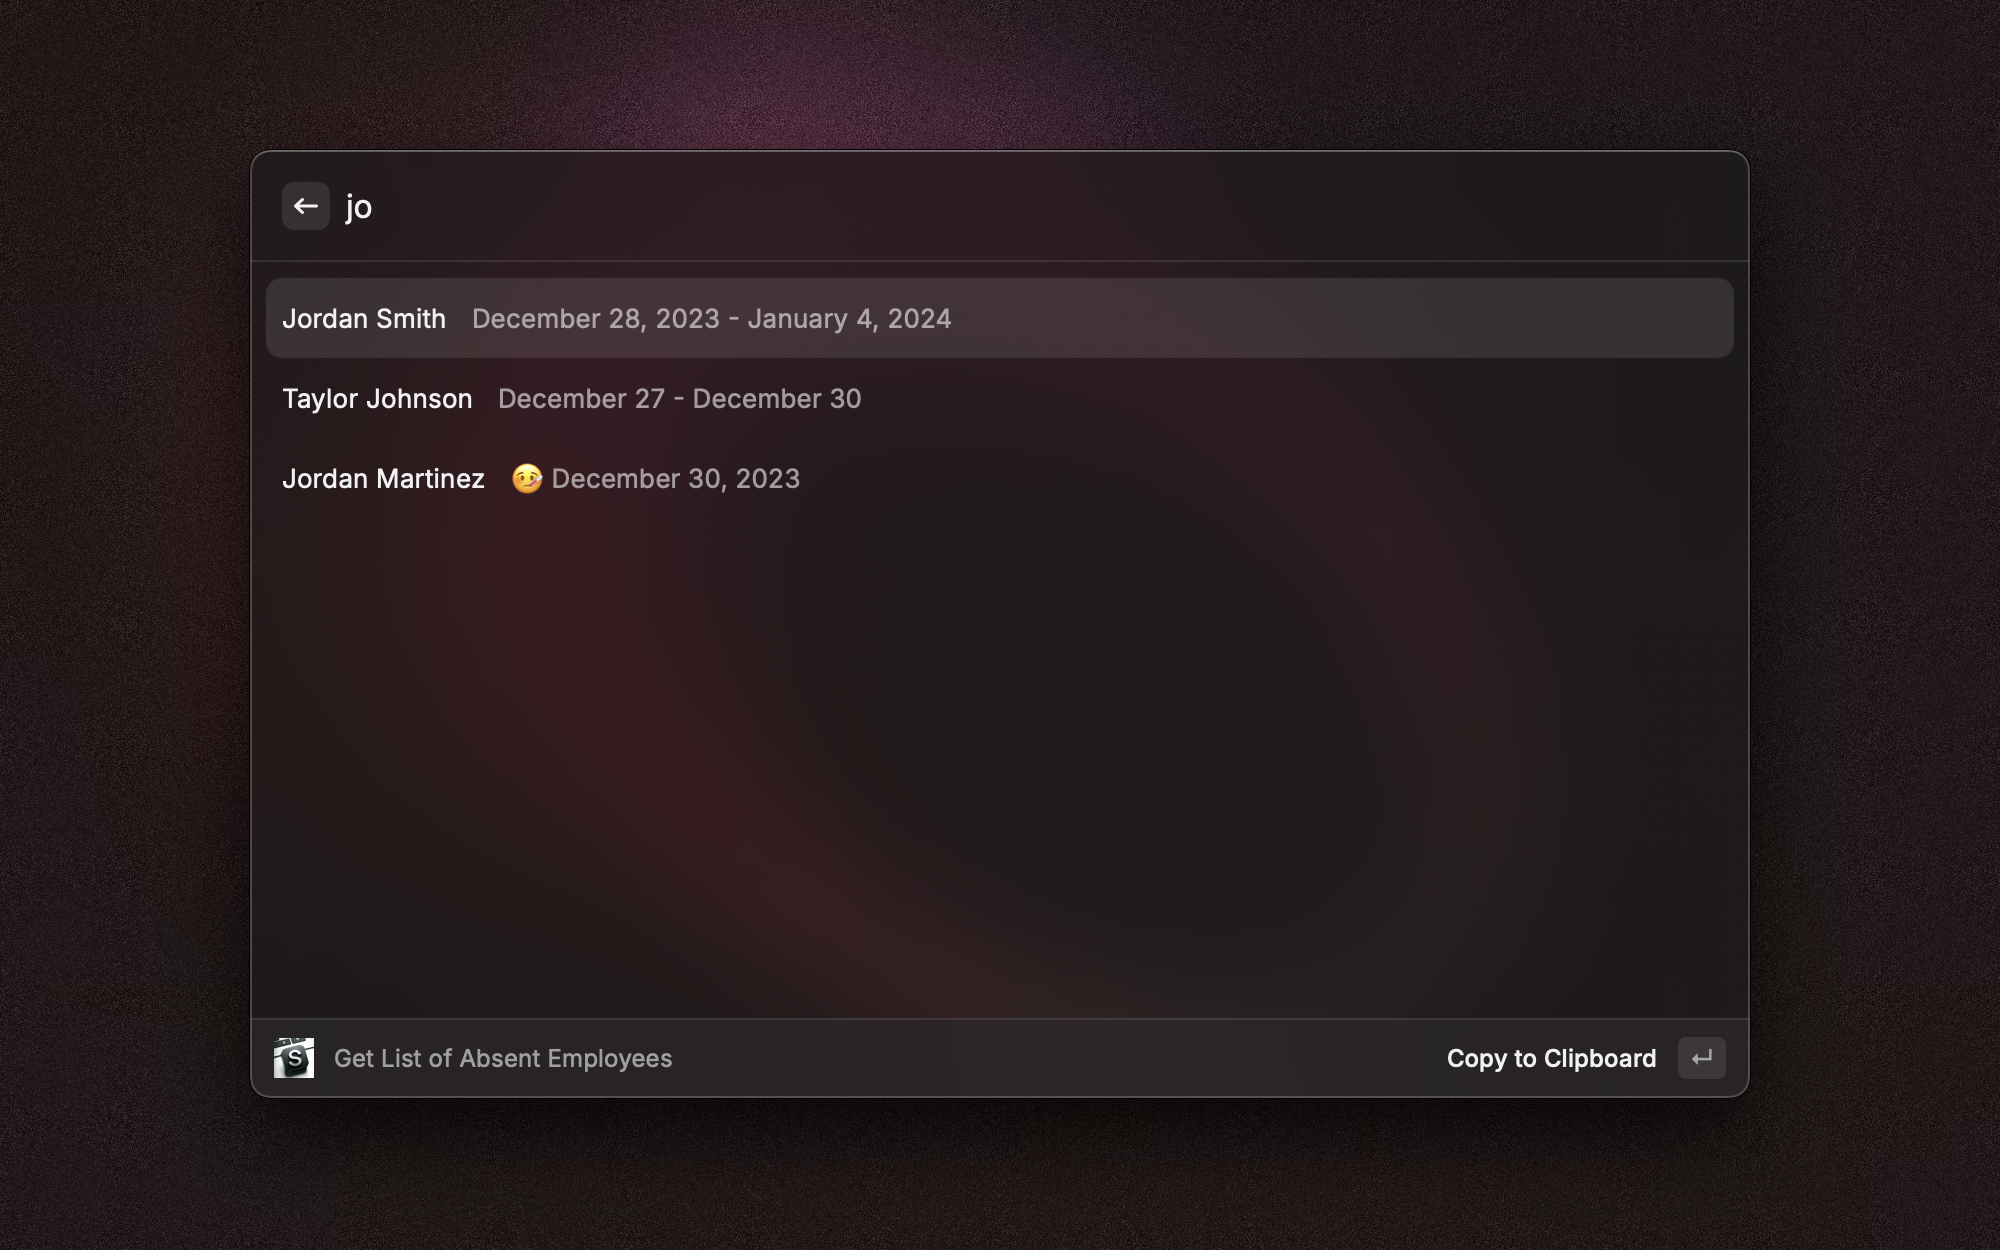 jo
Jordan Smith December 28, 2023 - January 4, 2024
Taylor Johnson December 27 - December 30
Jordan Martinez 🤒 December 30, 2023
S Get List of Absent Employees Copy to Clipboard